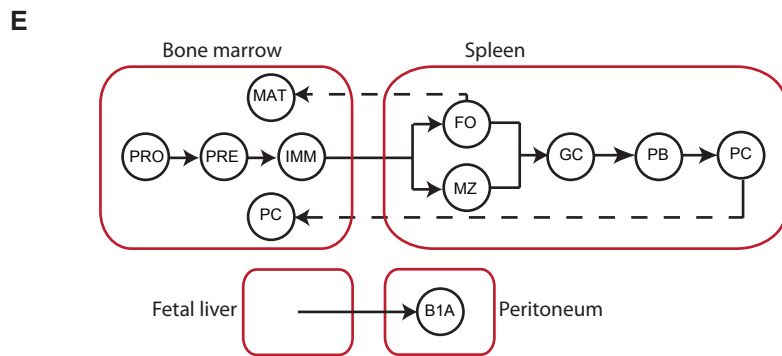 E
Bone marrow
Spleen
MAT
FO
PRO
PRE
IMM
GC
PB
PC
MZ
PC
Fetal liver
B1A
Peritoneum